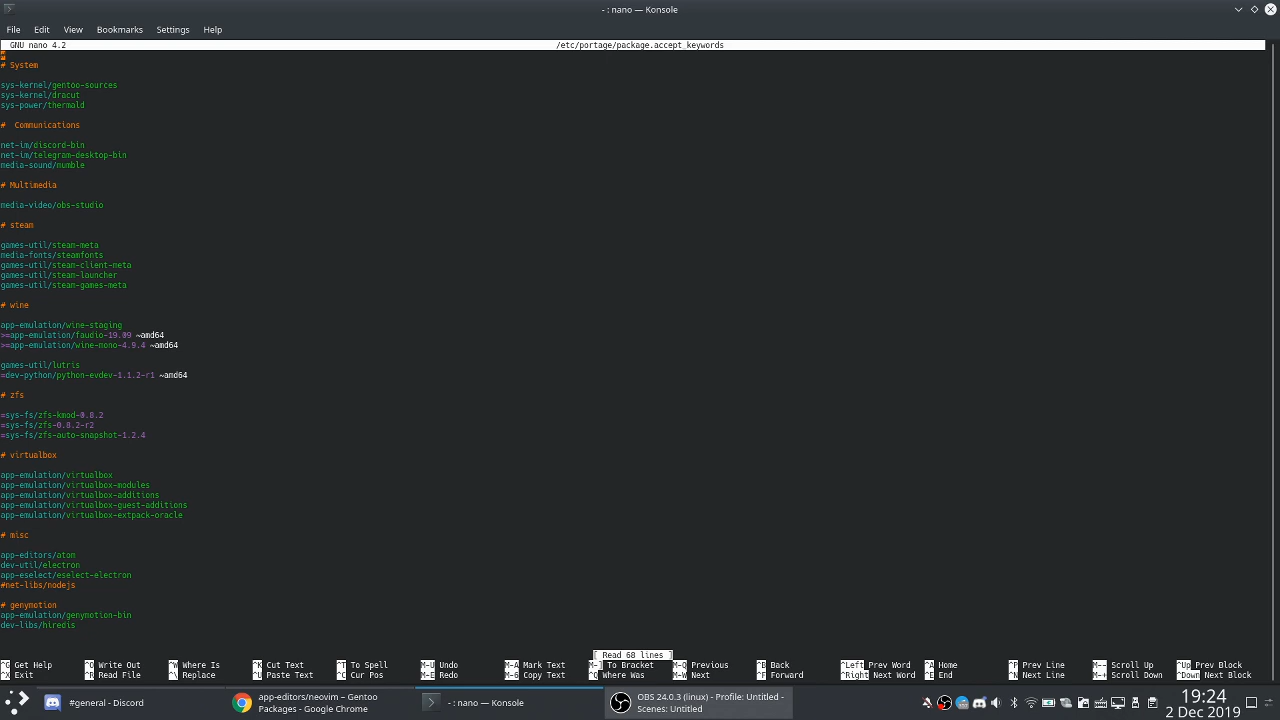 - : nano — Konsole
File Edit View Bookmarks Settings Help
GNU nano 4.2 /etc/portage/package.accept_keywords
#
# System
sys-kernel/gentoo-sources
sys-kernel/dracut
sys-power/thermald
#  Communications
net-im/discord-bin
net-im/telegram-desktop-bin
media-sound/mumble
# Multimedia
media-video/obs-studio
# steam
games-util/steam-meta
media-fonts/steamfonts
games-util/steam-client-meta
games-util/steam-launcher
games-util/steam-games-meta
# wine
app-emulation/wine-staging
>=app-emulation/faudio-19.09 ~amd64
>=app-emulation/wine-mono-4.9.4 ~amd64
games-util/lutris
=dev-python/python-evdev-1.1.2-r1 ~amd64
# zfs
=sys-fs/zfs-kmod-0.8.2
=sys-fs/zfs-0.8.2-r2
=sys-fs/zfs-auto-snapshot-1.2.4
# virtualbox
app-emulation/virtualbox
app-emulation/virtualbox-modules
app-emulation/virtualbox-additions
app-emulation/virtualbox-guest-additions
app-emulation/virtualbox-extpack-oracle
# misc
app-editors/atom
dev-util/electron
app-eselect/eselect-electron
#net-libs/nodejs
# genymotion
app-emulation/genymotion-bin
dev-libs/hiredis
[ Read 68 lines ]
^G Get Help ^O Write Out ^W Where Is ^K Cut Text ^T To Spell M-U Undo M-A Mark Text M-] To Bracket M-Q Previous ^B Back ^Left Prev Word ^A Home ^P Prev Line M-- Scroll Up ^Up Prev Block
^X Exit ^R Read File ^\ Replace ^U Paste Text ^C Cur Pos M-E Redo M-6 Copy Text ^Q Where Was M-W Next ^F Forward ^Right Next Word ^E End ^N Next Line M-+ Scroll Down ^Down Next Block
#general - Discord
app-editors/neovim – Gentoo
Packages - Google Chrome
- : nano — Konsole
OBS 24.0.3 (linux) - Profile: Untitled -
Scenes: Untitled
19:24
2 Dec 2019